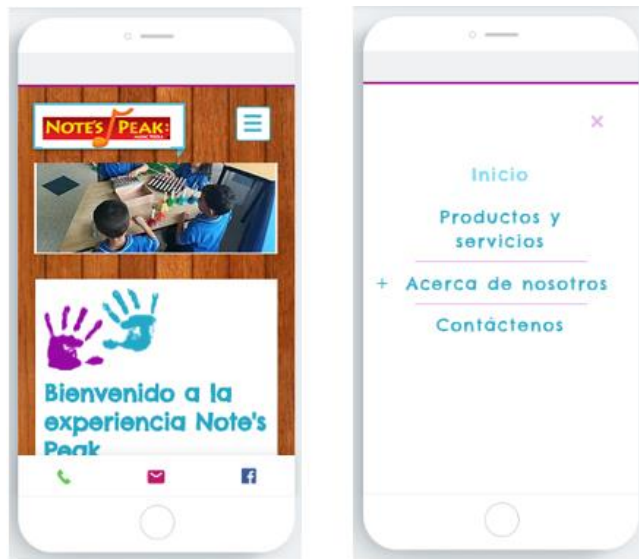 NOTE'S PEAK:
Bienvenido a la
experiencia Note's
Peak
Inicio
Productos y
servicios
+ Acerca de nosotros
Contáctenos